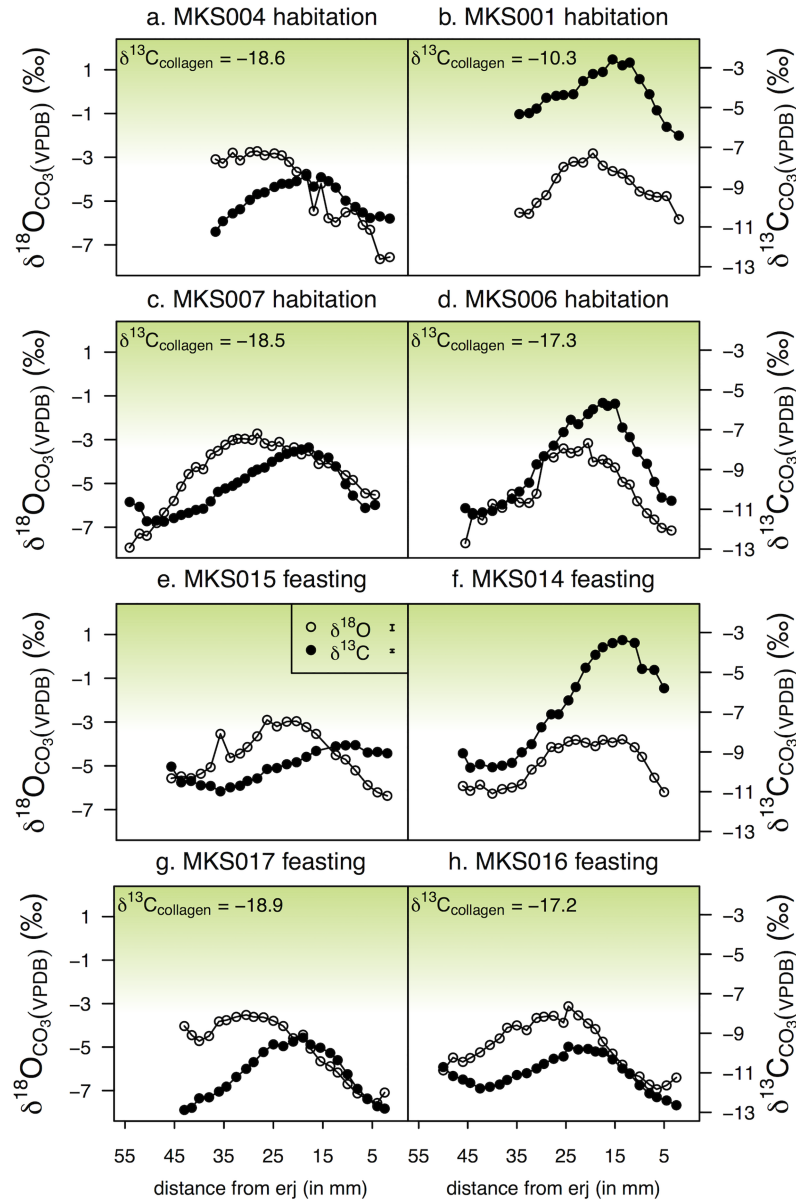 a. MKS004 habitation
b. MKS001 habitation
δ13Ccollagen = −18.6
δ13Ccollagen = −10.3
δ18OCO3(VPDB) (‰)
1
−1
−3
−5
−7
−3
−5
−7
−9
−11
−13
δ13CCO3(VPDB) (‰)
c. MKS007 habitation
d. MKS006 habitation
δ13Ccollagen = −18.5
δ13Ccollagen = −17.3
δ18OCO3(VPDB) (‰)
1
−1
−3
−5
−7
−3
−5
−7
−9
−11
−13
δ13CCO3(VPDB) (‰)
e. MKS015 feasting
f. MKS014 feasting
δ18O
δ13C
δ18OCO3(VPDB) (‰)
1
−1
−3
−5
−7
−3
−5
−7
−9
−11
−13
δ13CCO3(VPDB) (‰)
g. MKS017 feasting
h. MKS016 feasting
δ13Ccollagen = −18.9
δ13Ccollagen = −17.2
δ18OCO3(VPDB) (‰)
1
−1
−3
−5
−7
−3
−5
−7
−9
−11
−13
δ13CCO3(VPDB) (‰)
55 45 35 25 15 5
55 45 35 25 15 5
distance from erj (in mm)
distance from erj (in mm)